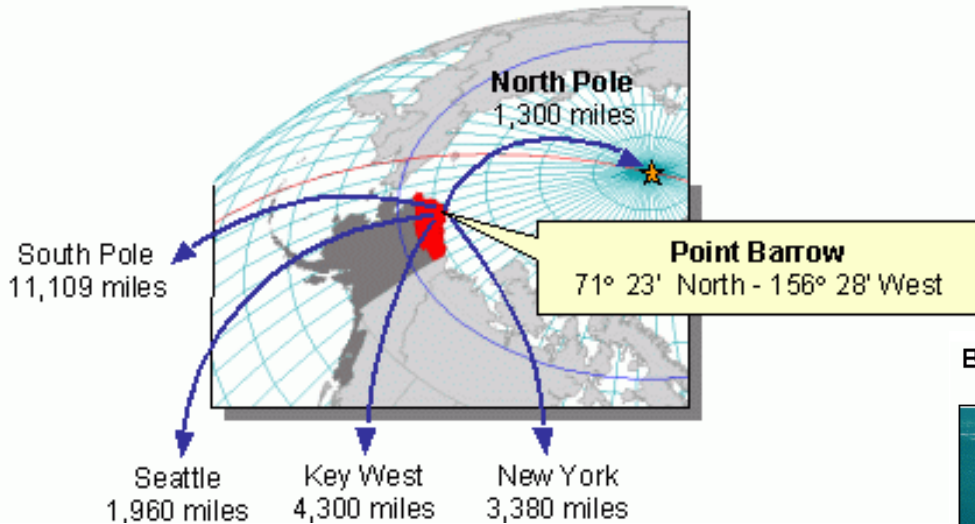 North Pole
1,300 miles
South Pole
11,109 miles
Point Barrow
71° 23' North - 156° 28' West
Seattle
1,960 miles
Key West
4,300 miles
New York
3,380 miles